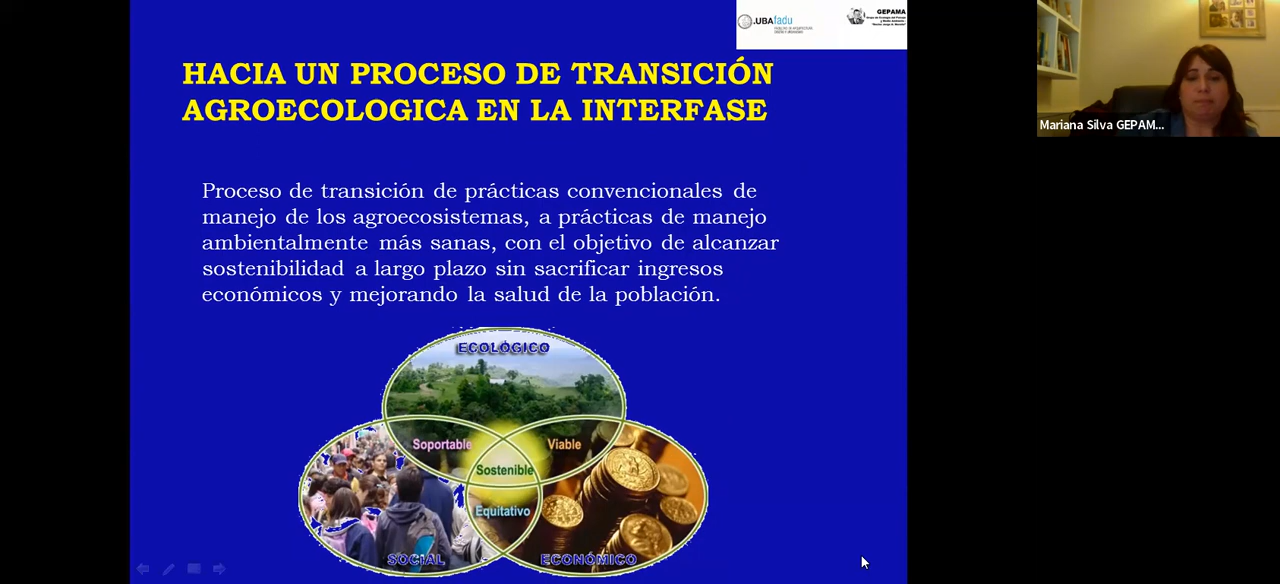 .UBAfadu
GEPAMA
HACIA UN PROCESO DE TRANSICIÓN
AGROECOLOGICA EN LA INTERFASE
Mariana Silva GEPAM...
Proceso de transición de prácticas convencionales de
manejo de los agroecosistemas, a prácticas de manejo
ambientalmente más sanas, con el objetivo de alcanzar
sostenibilidad a largo plazo sin sacrificar ingresos
económicos y mejorando la salud de la población.
ECOLÓGICO
Soportable
Viable
Sostenible
Equitativo
SOCIAL
ECONÓMICO